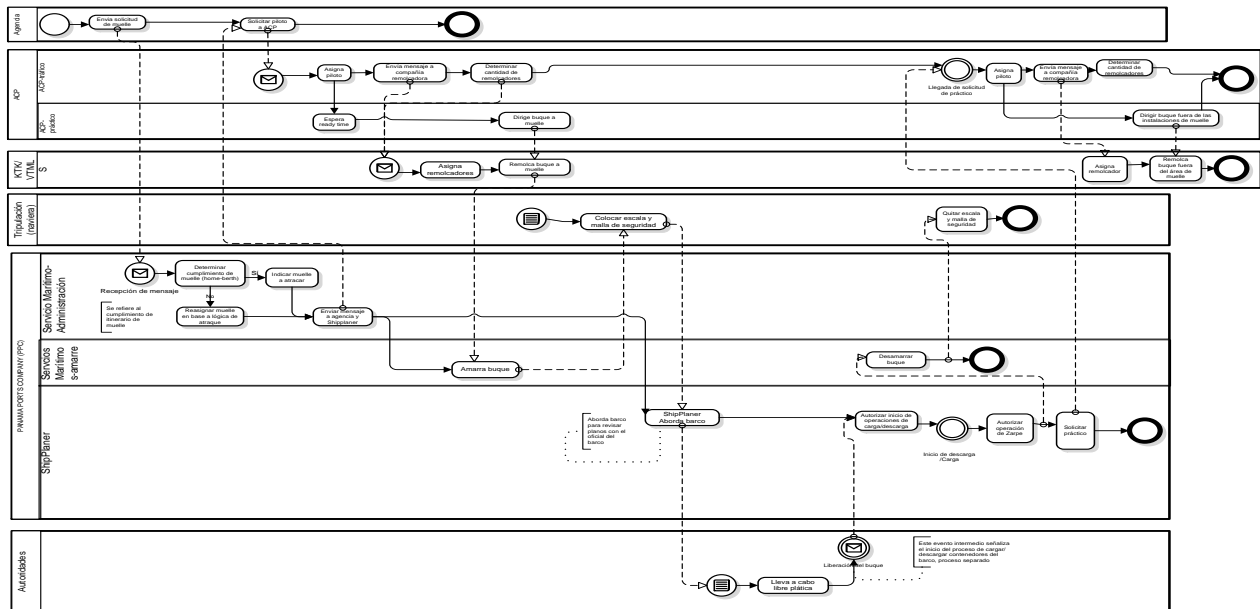 Agenda
Envía solicitud
de muelle
Solicitar piloto
a ACP
ACP
ACP-tráfico
Asigna
piloto
Envía mensaje a
compañía
remolcadora
Determinar
cantidad de
remolcadores
Llegada de solicitud
de práctico
Asigna
piloto
Envía mensaje
a compañía
remolcadora
Determinar
cantidad de
remolcadores
ACP-
práctico
Espera
ready time
Dirige buque a
muelle
Dirigir buque fuera de las
instalaciones de muelle
KTK/
YTML
S
Asigna
remolcadores
Remolca buque a
muelle
Asigna
remolcador
Remolca
buque fuera
del área de
muelle
Tripulación
(naviera)
Colocar escala y
malla de seguridad
Quitar escala
y malla de
seguridad
PANAMA PORTS COMPANY (PPC)
Servicio Marítimo-
Administración
Recepción de mensaje
Se refiere al
cumplimiento de
itinerario de
muelle
Determinar
cumplimiento de
muelle (home-berth)
Sí
Indicar muelle
a atracar
No
Reasignar muelle
en base a lógica de
atraque
Enviar mensaje
a agencia y
Shipplaner
Servcios
Marítimo
s-amarre
Amarra buque
Desamarrar
buque
ShipPlaner
Aborda barco
para revisar
planos con el
oficial del
barco
ShipPlaner
Aborda barco
Autorizar inicio de
operaciones de
carga/descarga
Inicio de descarga
/Carga
Autorizar
operación
de Zarpe
Solicitar
práctico
Autoridades
Lleva a cabo
libre plática
Liberación del buque
Este evento intermedio señaliza
el inicio del proceso de cargar/
descargar contenedores del
barco, proceso separado